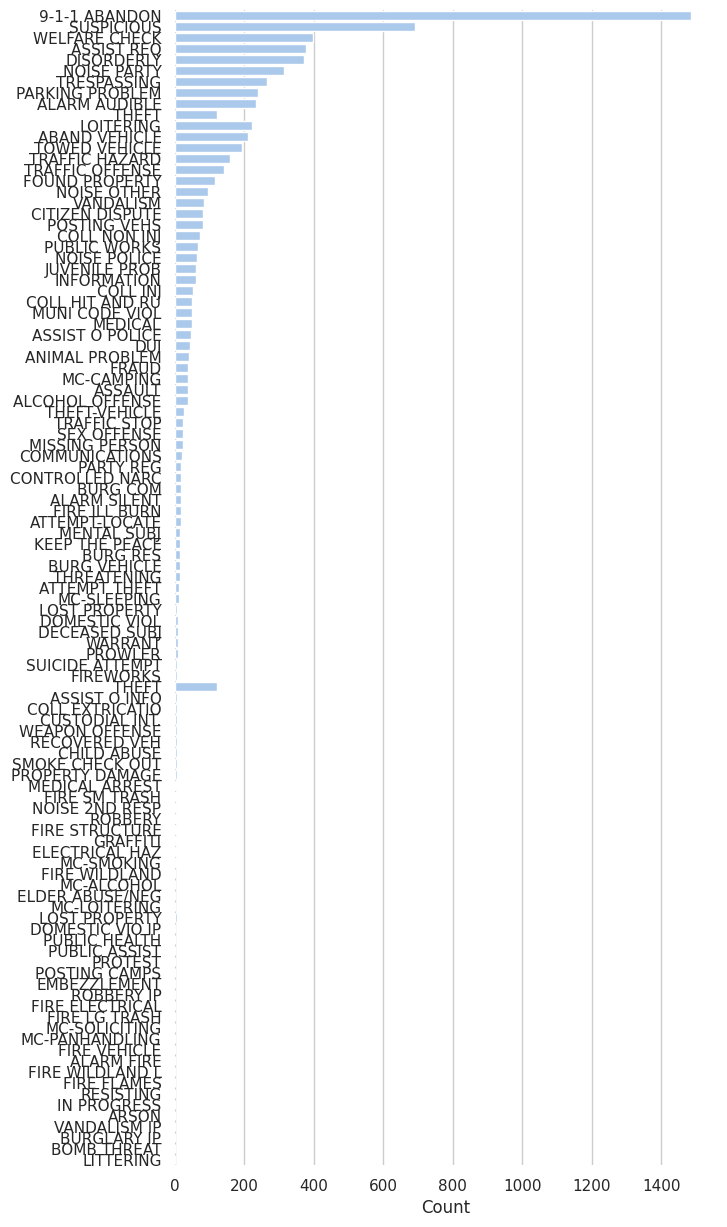 9-1-1 ABANDON
SUSPICIOUS
WELFARE CHECK
ASSIST REQ
DISORDERLY
NOISE PARTY
TRESPASSING
PARKING PROBLEM
ALARM AUDIBLE
THEFT
LOITERING
ABAND VEHICLE
TOWED VEHICLE
TRAFFIC HAZARD
TRAFFIC OFFENSE
FOUND PROPERTY
NOISE OTHER
VANDALISM
CITIZEN DISPUTE
POSTING VEHS
COLL NON INJ
PUBLIC WORKS
NOISE POLICE
JUVENILE PROB
INFORMATION
COLL INJ
COLL HIT AND RU
MUNI CODE VIOL
MEDICAL
ASSIST O POLICE
DUI
ANIMAL PROBLEM
FRAUD
MC-CAMPING
ASSAULT
ALCOHOL OFFENSE
THEFT-VEHICLE
TRAFFIC STOP
SEX OFFENSE
MISSING PERSON
COMMUNICATIONS
PARTY REG
CONTROLLED NARC
BURG COM
ALARM SILENT
FIRE ILL BURN
ATTEMPT-LOCATE
MENTAL SUBJ
KEEP THE PEACE
BURG RES
BURG VEHICLE
THREATENING
ATTEMPT THEFT
MC-SLEEPING
LOST PROPERTY
DOMESTIC VIOL
DECEASED SUBJ
WARRANT
PROWLER
SUICIDE ATTEMPT
FIREWORKS
THEFT
ASSIST O INFO
COLL EXTRICATIO
CUSTODIAL INT.
WEAPON OFFENSE
RECOVERED VEH
CHILD ABUSE
SMOKE CHECK OUT
PROPERTY DAMAGE
MEDICAL ARREST
FIRE SM TRASH
NOISE 2ND RESP
ROBBERY
FIRE STRUCTURE
GRAFFITI
ELECTRICAL HAZ
MC-SMOKING
FIRE WILDLAND
MC-ALCOHOL
ELDER ABUSE/NEG
MC-LOITERING
LOST PROPERTY
DOMESTIC VIO IP
PUBLIC HEALTH
PUBLIC ASSIST
PROTEST
POSTING CAMPS
EMBEZZLEMENT
ROBBERY IP
FIRE ELECTRICAL
FIRE LG TRASH
MC-SOLICITING
MC-PANHANDLING
FIRE VEHICLE
ALARM FIRE
FIRE WILDLAND L
FIRE FLAMES
RESISTING
IN PROGRESS
ARSON
VANDALISM IP
BURGLARY IP
BOMB THREAT
LITTERING
0 200 400 600 800 1000 1200 1400
Count